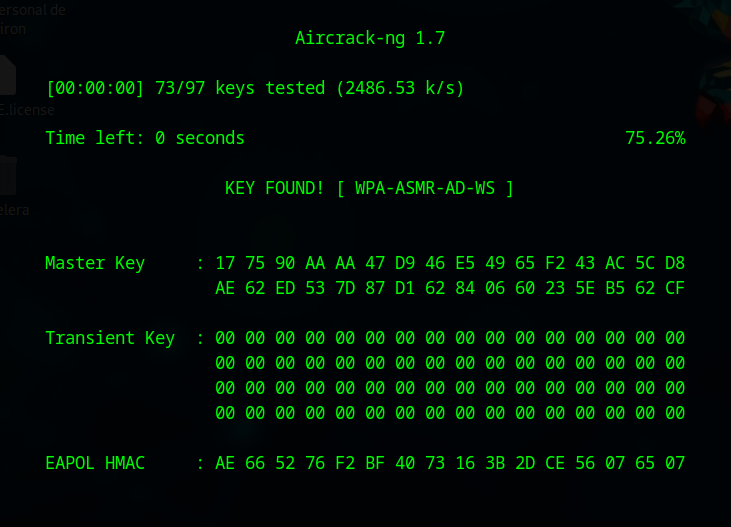 ersonal de
iron
Aircrack-ng 1.7
[00:00:00] 73/97 keys tested (2486.53 k/s)
E.license
Time left: 0 seconds 75.26%
KEY FOUND! [ WPA-ASMR-AD-WS ]
elera
Master Key : 17 75 90 AA AA 47 D9 46 E5 49 65 F2 43 AC 5C D8
AE 62 ED 53 7D 87 D1 62 84 06 60 23 5E B5 62 CF
Transient Key : 00 00 00 00 00 00 00 00 00 00 00 00 00 00 00 00
00 00 00 00 00 00 00 00 00 00 00 00 00 00 00 00
00 00 00 00 00 00 00 00 00 00 00 00 00 00 00 00
00 00 00 00 00 00 00 00 00 00 00 00 00 00 00 00
EAPOL HMAC : AE 66 52 76 F2 BF 40 73 16 3B 2D CE 56 07 65 07